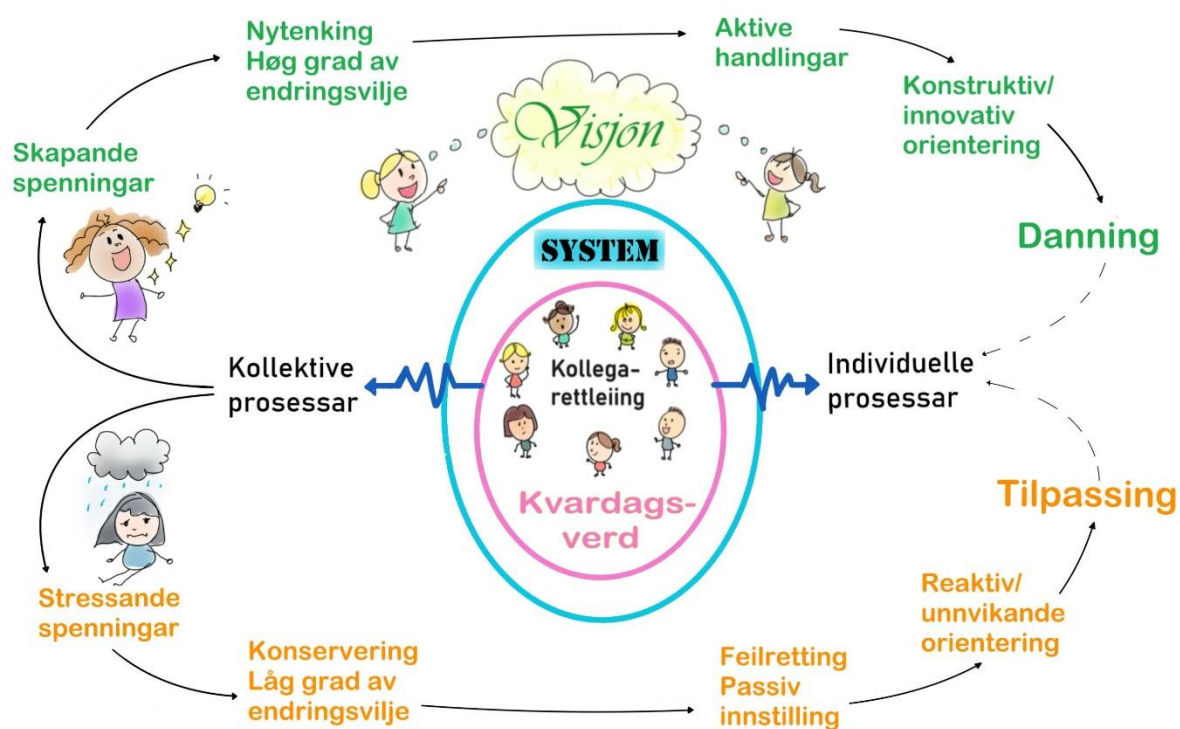 Nytenking
Høg grad av
endringsvilje
Aktive
handlingar
Konstruktiv/
innovativ
orientering
Visjon
Skapande
spenningar
Danning
SYSTEM
Kollektive
prosessar
Kollega-
rettleiing
Individuelle
prosessar
Kvardags-
verd
Tilpassing
Stressande
spenningar
Reaktiv/
unnvikande
orientering
Konservering
Låg grad av
endringsvilje
Feilretting
Passiv
innstilling